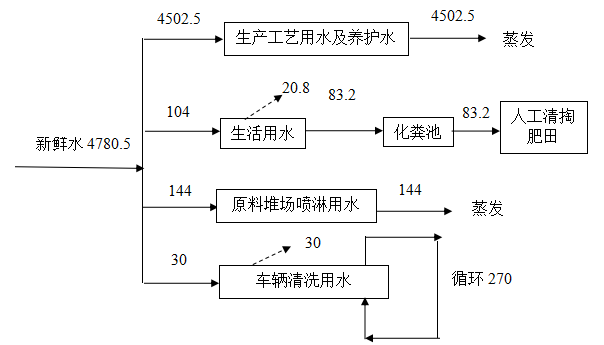 4502.5
生产工艺用水及养护水
4502.5
蒸发
20.8
104
生活用水
83.2
化粪池
83.2
人工清掏
肥田
新鲜水 4780.5
144
原料堆场喷淋用水
144
蒸发
30
30
车辆清洗用水
循环 270